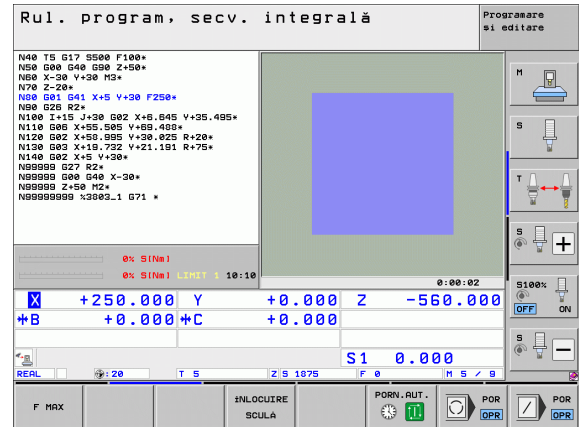 Rul. program, secv. integrală
Programare
și editare
N40 T5 G17 S500 F100*
N50 G00 G40 G90 Z+50*
N60 X-30 Y+30 M3*
N70 Z-20*
N80 G01 G41 X+5 Y+30 F250*
N90 G26 R2*
N100 I+15 J+30 G02 X+6.645 Y+35.495*
N110 G06 X+55.505 Y+69.488*
N120 G02 X+58.995 Y+30.025 R+20*
N130 G03 X+19.732 Y+21.191 R+75*
N140 G02 X+5 Y+30*
N99999 G27 R2*
N99999 G00 G40 X-30*
N99999 Z+50 M2*
N99999999 %3803_1 G71 *
0% S[Nm]
0% S[Nm] LIMIT 1 10:10
0:00:02
X +250.000 Y +0.000 Z -560.000
B +0.000 C +0.000
S1 0.000
REAL 20 T 5 Z S 1875 F 0 M 5 / 9
M
S
T
S
S100%
OFF ON
S
F MAX
ÎNLOCUIRE
SCULĂ
PORN.AUT.
POR
OPR
POR
OPR